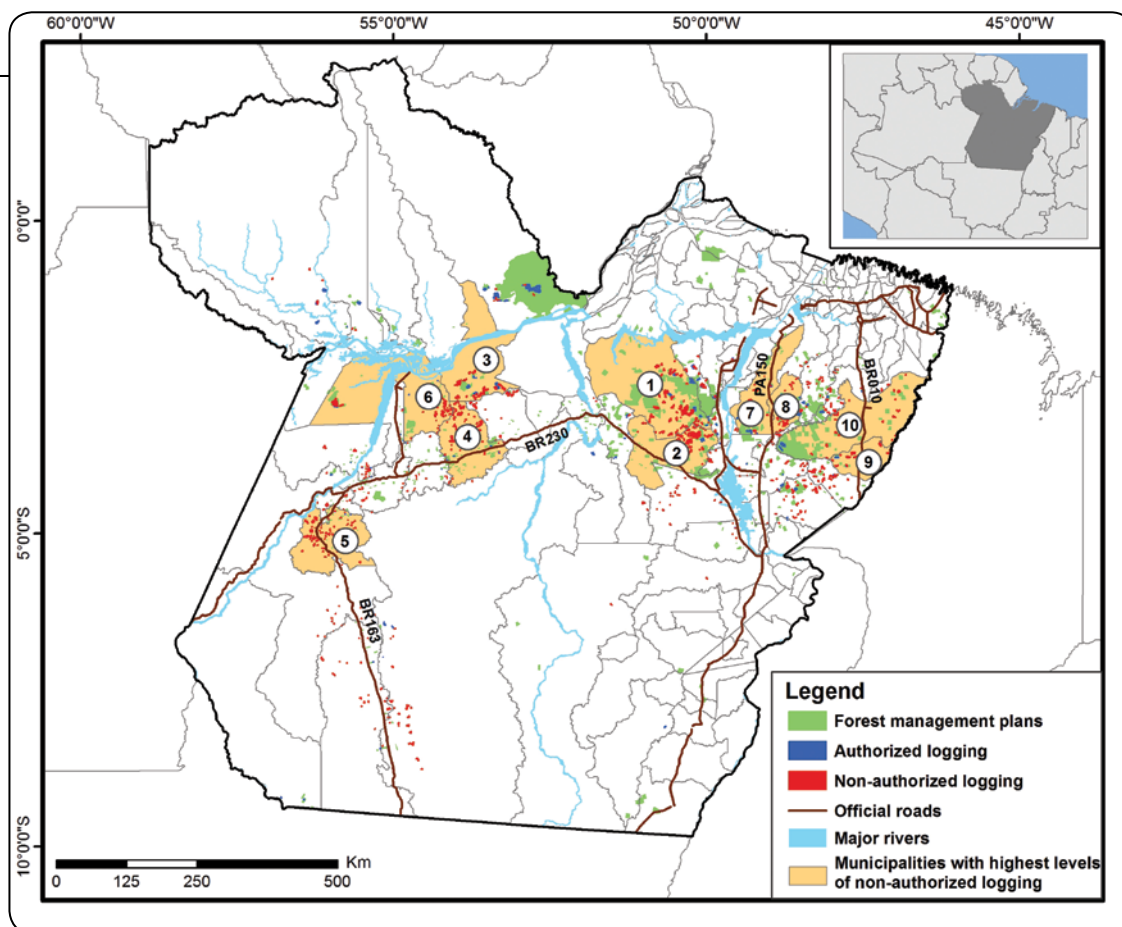 60°0'0"W 55°0'0"W 50°0'0"W 45°0'0"W
0°0'0"
5°0'0"S
10°0'0"S
3
1
6
4
BR230
2
PA150
BR010
7
8
10
9
5
BR163
Km
0 125 250 500
Legend
Forest management plans
Authorized logging
Non-authorized logging
Official roads
Major rivers
Municipalities with highest levels
of non-authorized logging